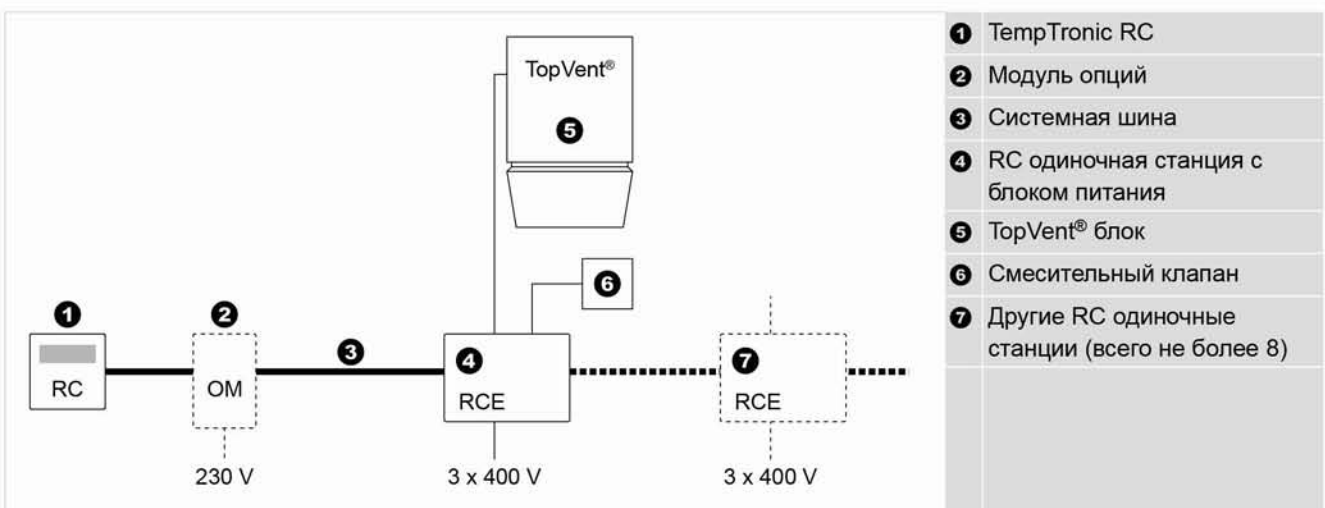 TopVent®
5
6
1
2
3
4
7
RC
OM
RCE
RCE
230 V
3 x 400 V
3 x 400 V
1 TempTronic RC
2 Модуль опций
3 Системная шина
4 RC одиночная станция с
блоком питания
5 TopVent® блок
6 Смесительный клапан
7 Другие RC одиночные
станции (всего не более 8)